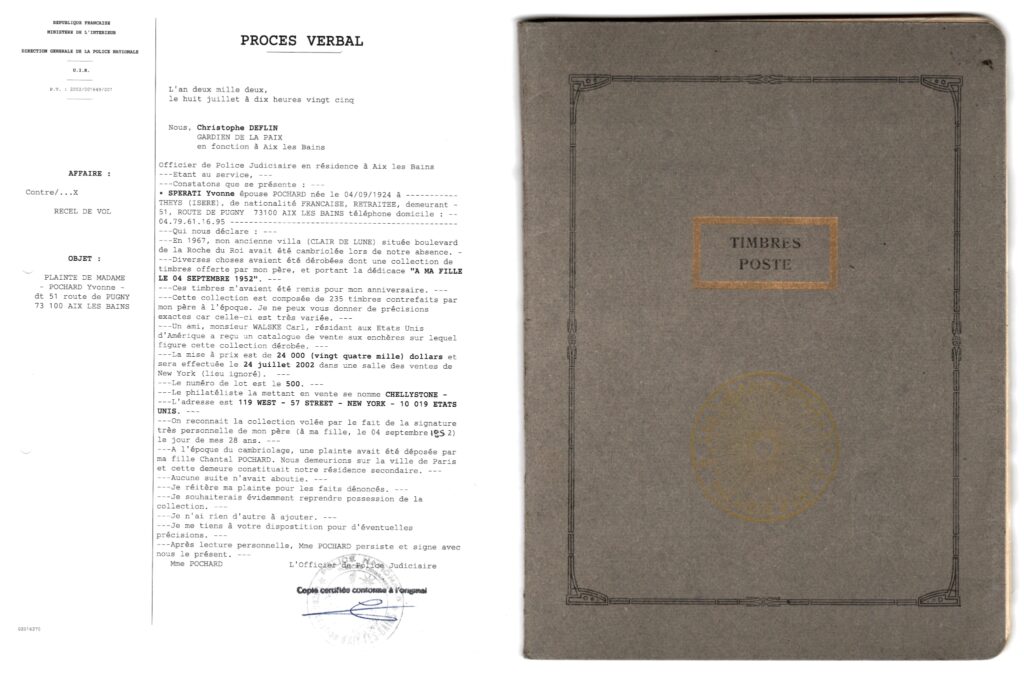 RÉPUBLIQUE FRANCAISE
MINISTERE DE L'INTERIEUR
DIRECTION GENERALE DE LA POLICE NATIONALE
P.V. : 2002/001649/001
AFFAIRE :
Contre/...X
RECEL DE VOL
OBJET :
PLAINTE DE MADAME
- POCHARD Yvonne -
dt 51 route de PUGNY
73 100 AIX LES BAINS
PROCES VERBAL
L'an deux mille deux,
le huit juillet à dix heures vingt cinq
Nous, Christophe DEFLIN
GARDIEN DE LA PAIX
en fonction à Aix les Bains
Officier de Police Judiciaire en résidence à Aix les Bains
---Etant au service, ---
---Constatons que se présente : ---
• SPERATI Yvonne épouse POCHARD née le 04/09/1924 à -----------
THEYS (ISERE), de nationalité FRANCAISE, RETRAITEE, demeurant -
51, ROUTE DE PUGNY 73100 AIX LES BAINS téléphone domicile : --
04.79.61.16.95 ------------------------------------------------
---Qui nous déclare : ---
---En 1967, mon ancienne villa (CLAIR DE LUNE) située boulevard
de la Roche du Roi avait été cambriolée lors de notre absence. -
---Diverses choses avaient été dérobées dont une collection de
timbres offerte par mon père, et portant la dédicace "A MA FILLE
LE 04 SEPTEMBRE 1952". ---
---Ces timbres m'avaient été remis pour mon anniversaire. ---
---Cette collection est composée de 235 timbres contrefaits par
mon père à l'époque. Je ne peux vous donner de précisions
exactes car celle-ci est très variée. ---
---Un ami, monsieur WALSKE Carl, résidant aux Etats Unis
d'Amérique a reçu un catalogue de vente aux enchères sur lequel
figure cette collection dérobée. ---
---La mise à prix est de 24 000 (vingt quatre mille) dollars et
sera effectuée le 24 juillet 2002 dans une salle des ventes de
New York (lieu ignoré). ---
---Le numéro de lot est le 500. ---
---Le philatéliste la mettant en vente se nomme CHELLYSTONE -
---L'adresse est 119 WEST - 57 STREET - NEW YORK - 10 019 ETATS
UNIS. ---
---On reconnait la collection volée par le fait de la signature
très personnelle de mon père (à ma fille, le 04 septembre 1952)
le jour de mes 28 ans. ---
---A l'époque du cambriolage, une plainte avait été déposée par
ma fille Chantal POCHARD. Nous demeurions sur la ville de Paris
et cette demeure constituait notre résidence secondaire. ---
---Aucune suite n'avait aboutie. ---
---Je réitère ma plainte pour les faits dénoncés. ---
---Je souhaiterais évidemment reprendre possession de la
collection. ---
---Je n'ai rien d'autre à ajouter. ---
---Je me tiens à votre dispostition pour d'éventuelles
précisions. ---
---Après lecture personnelle, Mme POCHARD persiste et signe avec
nous le présent. ---
Mme POCHARD L'Officier de Police Judiciaire
Copie certifiée conforme à l'original
TIMBRES
POSTE